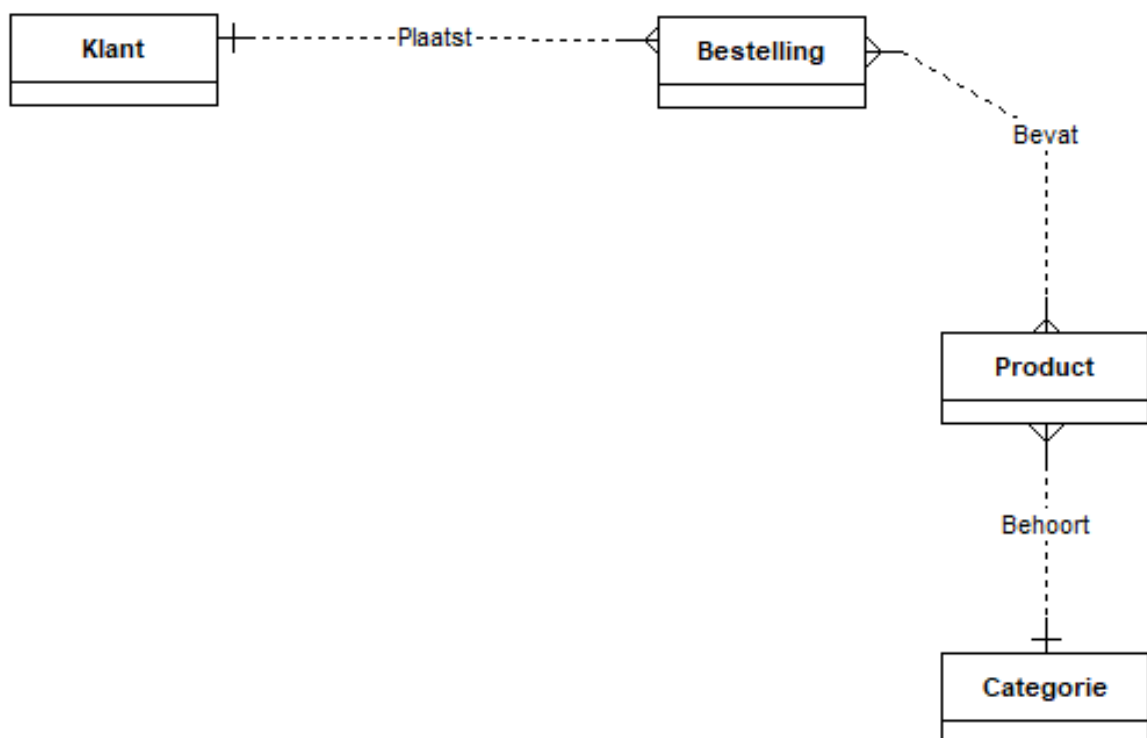 Klant
Plaatst
Bestelling
Bevat
Product
Behoort
Categorie